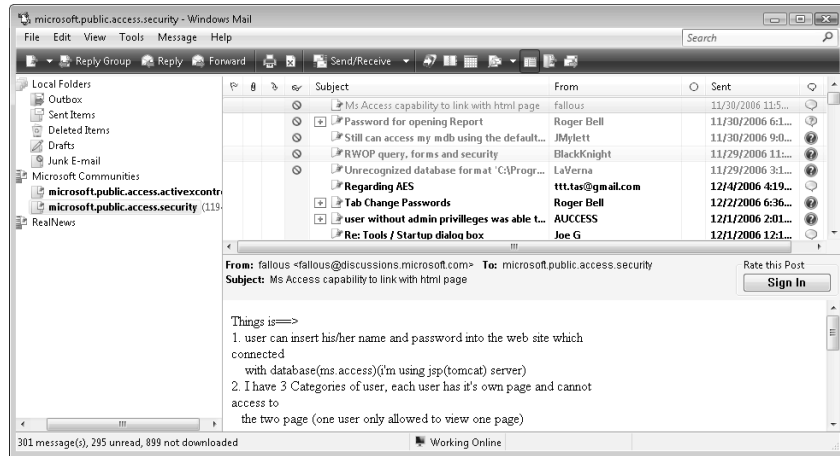 microsoft.public.access.security - Windows Mail
File Edit View Tools Message Help
Search
Reply Group Reply Forward Send/Receive
Local Folders
Outbox
Sent Items
Deleted Items
Drafts
Junk E-mail
Microsoft Communities
microsoft.public.access.activexcontr
microsoft.public.access.security (119
RealNews
Subject From Sent
Ms Access capability to link with html page fallous 11/30/2006 11:5...
Password for opening Report Roger Bell 11/30/2006 6:1...
Still can access my mdb using the default... JMylett 11/30/2006 9:0...
RWOP query, forms and security BlackKnight 11/29/2006 11:...
Unrecognized database format 'C:\Progr... LaVerna 11/29/2006 3:1...
Regarding AES ttt.tas@gmail.com 12/4/2006 4:19...
Tab Change Passwords Roger Bell 12/2/2006 6:36...
user without admin privilleges was able t... AUCCESS 12/1/2006 2:01...
Re: Tools / Startup dialog box Joe G 12/1/2006 12:1...
From: fallous <fallous@discussions.microsoft.com> To: microsoft.public.access.security
Subject: Ms Access capability to link with html page
Rate this Post
Sign In
Things is==>
1. user can insert his/her name and password into the web site which
connected
with database(ms.access)(i'm using jsp(tomcat) server)
2. I have 3 Categories of user, each user has it's own page and cannot
access to
the two page (one user only allowed to view one page)
301 message(s), 295 unread, 899 not downloaded
Working Online